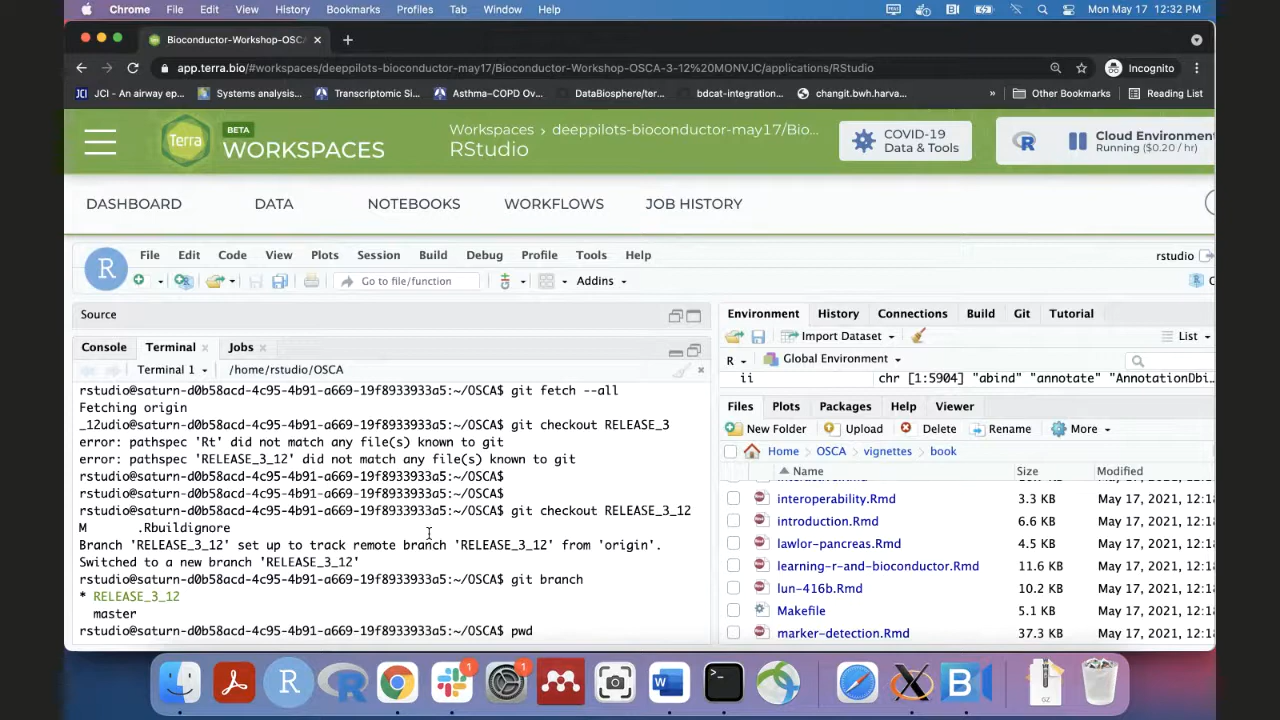 Chrome File Edit View History Bookmarks Profiles Tab Window Help Mon May 17 12:32 PM
Bioconductor-Workshop-OSCA
app.terra.bio/#workspaces/deeppilots-bioconductor-may17/Bioconductor-Workshop-OSCA-3-12%20MONVJC/applications/RStudio Incognito
JCI JCI - An airway ep... Systems analysis... Transcriptomic Si... Asthma–COPD Ov... DataBiosphere/ter... bdcat-integration... changit.bwh.harva... » Other Bookmarks Reading List
Terra BETA WORKSPACES
Workspaces › deeppilots-bioconductor-may17/Bio...
RStudio
COVID-19
Data & Tools
R Cloud Environment
Running ($0.20 / hr)
DASHBOARD DATA NOTEBOOKS WORKFLOWS JOB HISTORY
R File Edit Code View Plots Session Build Debug Profile Tools Help rstudio
Go to file/function Addins
Source
Console Terminal Jobs
Terminal 1 /home/rstudio/OSCA
rstudio@saturn-d0b58acd-4c95-4b91-a669-19f8933933a5:~/OSCA$ git fetch --all
Fetching origin
_12udio@saturn-d0b58acd-4c95-4b91-a669-19f8933933a5:~/OSCA$ git checkout RELEASE_3
error: pathspec 'Rt' did not match any file(s) known to git
error: pathspec 'RELEASE_3_12' did not match any file(s) known to git
rstudio@saturn-d0b58acd-4c95-4b91-a669-19f8933933a5:~/OSCA$
rstudio@saturn-d0b58acd-4c95-4b91-a669-19f8933933a5:~/OSCA$
rstudio@saturn-d0b58acd-4c95-4b91-a669-19f8933933a5:~/OSCA$ git checkout RELEASE_3_12
M .Rbuildignore
Branch 'RELEASE_3_12' set up to track remote branch 'RELEASE_3_12' from 'origin'.
Switched to a new branch 'RELEASE_3_12'
rstudio@saturn-d0b58acd-4c95-4b91-a669-19f8933933a5:~/OSCA$ git branch
* RELEASE_3_12
master
rstudio@saturn-d0b58acd-4c95-4b91-a669-19f8933933a5:~/OSCA$ pwd
Environment History Connections Build Git Tutorial
Import Dataset List
R Global Environment
ii chr [1:5904] "abind" "annotate" "AnnotationDbi...
Files Plots Packages Help Viewer
New Folder Upload Delete Rename More
Home OSCA vignettes book
Name Size Modified
interoperability.Rmd 3.3 KB May 17, 2021, 12:1
introduction.Rmd 6.6 KB May 17, 2021, 12:1
lawlor-pancreas.Rmd 4.5 KB May 17, 2021, 12:1
learning-r-and-bioconductor.Rmd 11.6 KB May 17, 2021, 12:1
lun-416b.Rmd 10.2 KB May 17, 2021, 12:1
Makefile 5.1 KB May 17, 2021, 12:1
marker-detection.Rmd 37.3 KB May 17, 2021, 12:1